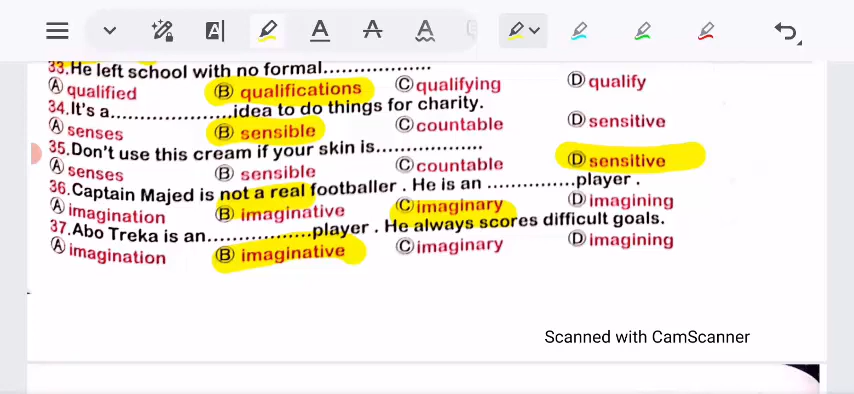 33.He left school with no formal...................
Ⓐ qualified Ⓑ qualifications Ⓒ qualifying Ⓓ qualify
34.It's a.....................idea to do things for charity.
Ⓐ senses Ⓑ sensible Ⓒ countable Ⓓ sensitive
35.Don't use this cream if your skin is..................
Ⓐ senses Ⓑ sensible Ⓒ countable Ⓓ sensitive
36.Captain Majed is not a real footballer . He is an ...............player .
Ⓐ imagination Ⓑ imaginative Ⓒ imaginary Ⓓ imagining
37.Abo Treka is an.................player . He always scores difficult goals.
Ⓐ imagination Ⓑ imaginative Ⓒ imaginary Ⓓ imagining
Scanned with CamScanner